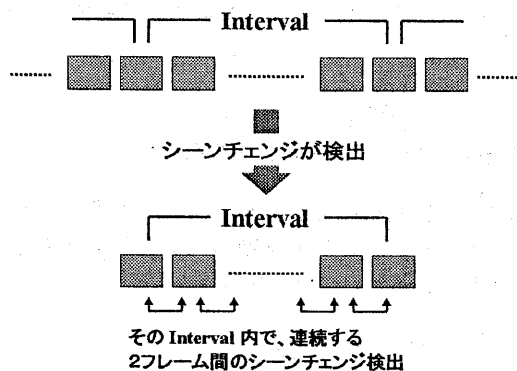 Interval
シーンチェンジが検出
Interval
その Interval 内で、連続する
2フレーム間のシーンチェンジ検出